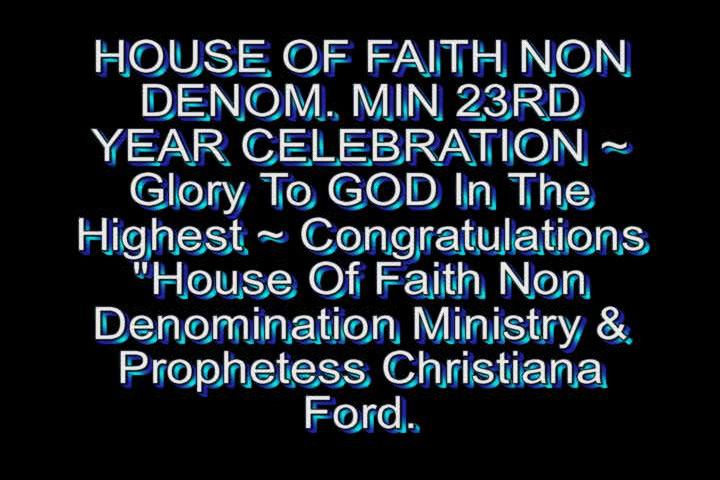 HOUSE OF FAITH NON
DENOM. MIN 23RD
YEAR CELEBRATION ~
Glory To GOD In The
Highest ~ Congratulations
"House Of Faith Non
Denomination Ministry &
Prophetess Christiana
Ford.